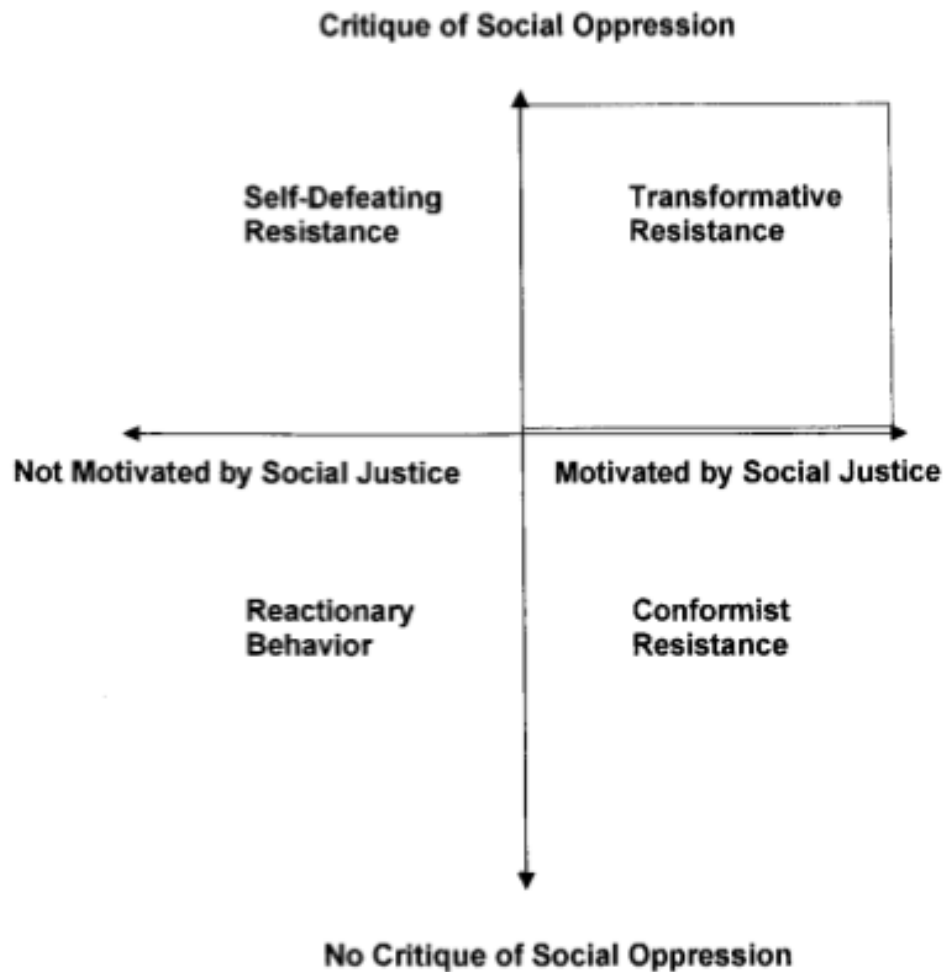 Critique of Social Oppression
Self-Defeating
Resistance
Transformative
Resistance
Not Motivated by Social Justice
Motivated by Social Justice
Reactionary
Behavior
Conformist
Resistance
No Critique of Social Oppression